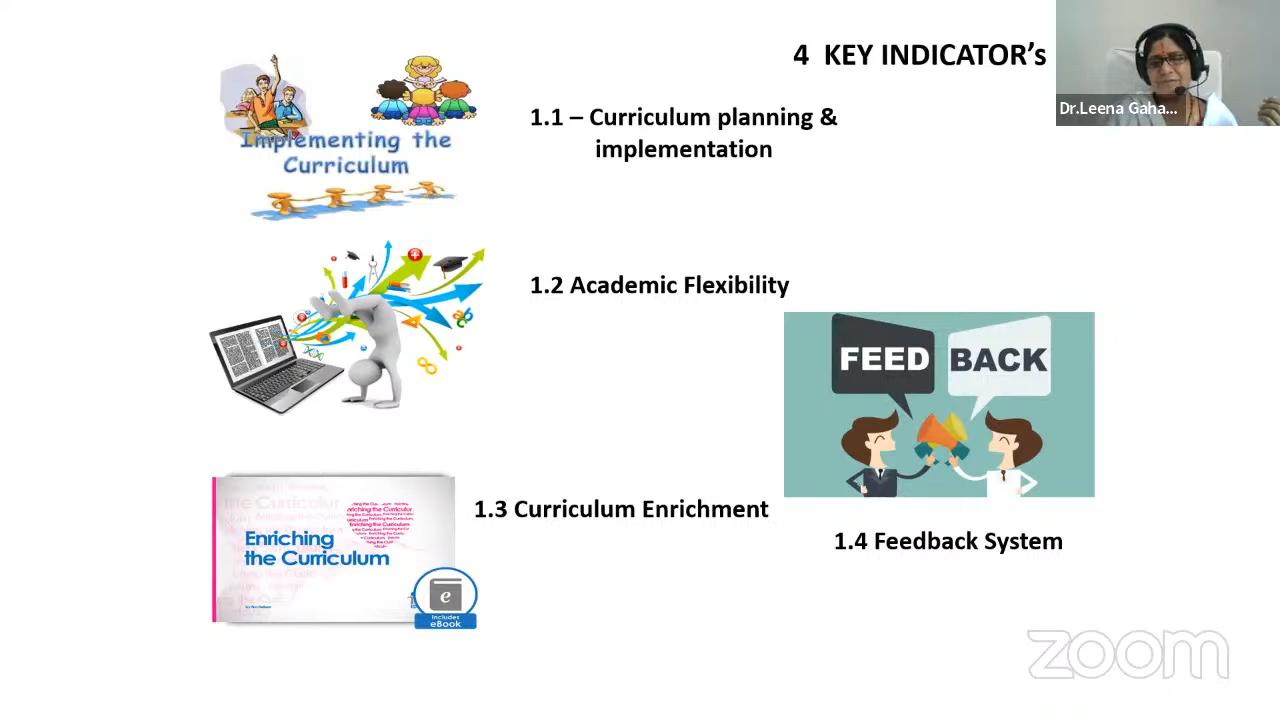 4 KEY INDICATOR’s
Dr.Leena Gaha...
Implementing the
Curriculum
1.1 – Curriculum planning &
implementation
1.2 Academic Flexibility
FEED BACK
1.3 Curriculum Enrichment
Enriching
the Curriculum
e
Includes
eBook
1.4 Feedback System
zoom